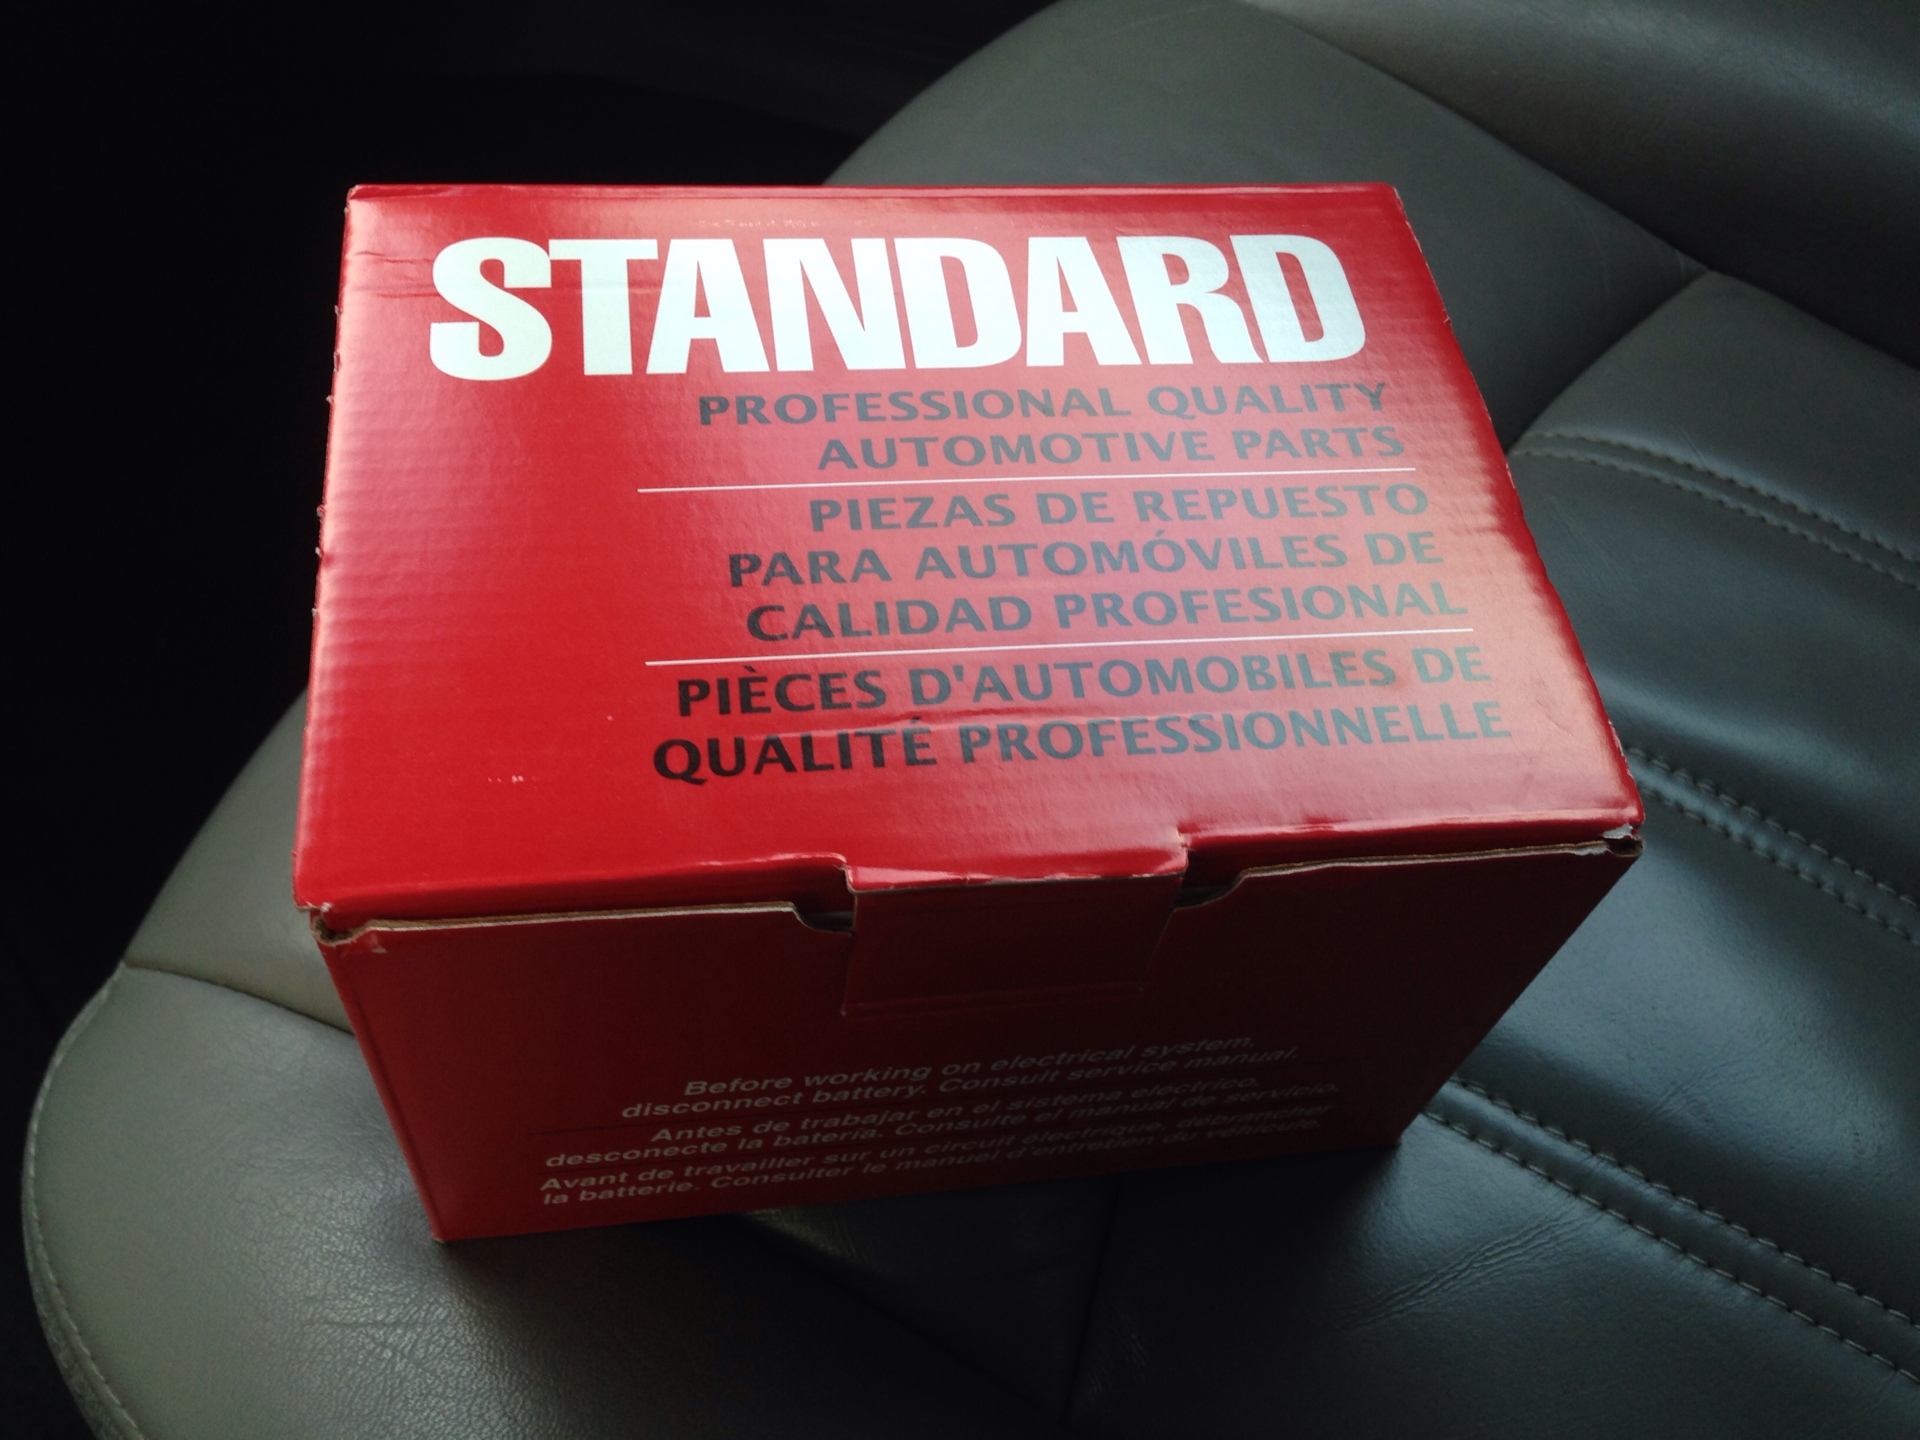 STANDARD
PROFESSIONAL QUALITY
AUTOMOTIVE PARTS
PIEZAS DE REPUESTO
PARA AUTOMÓVILES DE
CALIDAD PROFESIONAL
PIÈCES D'AUTOMOBILES DE
QUALITÉ PROFESSIONNELLE
Before working on electrical system.
disconnect battery. Consult service manual.
Antes de trabajar en el sistema eléctrico.
desconecte la batería. Consulte el manual de servicio.
Avant de travailler sur un circuit électrique, débrancher
la batterie. Consulter le manuel d'entretien du véhicule.